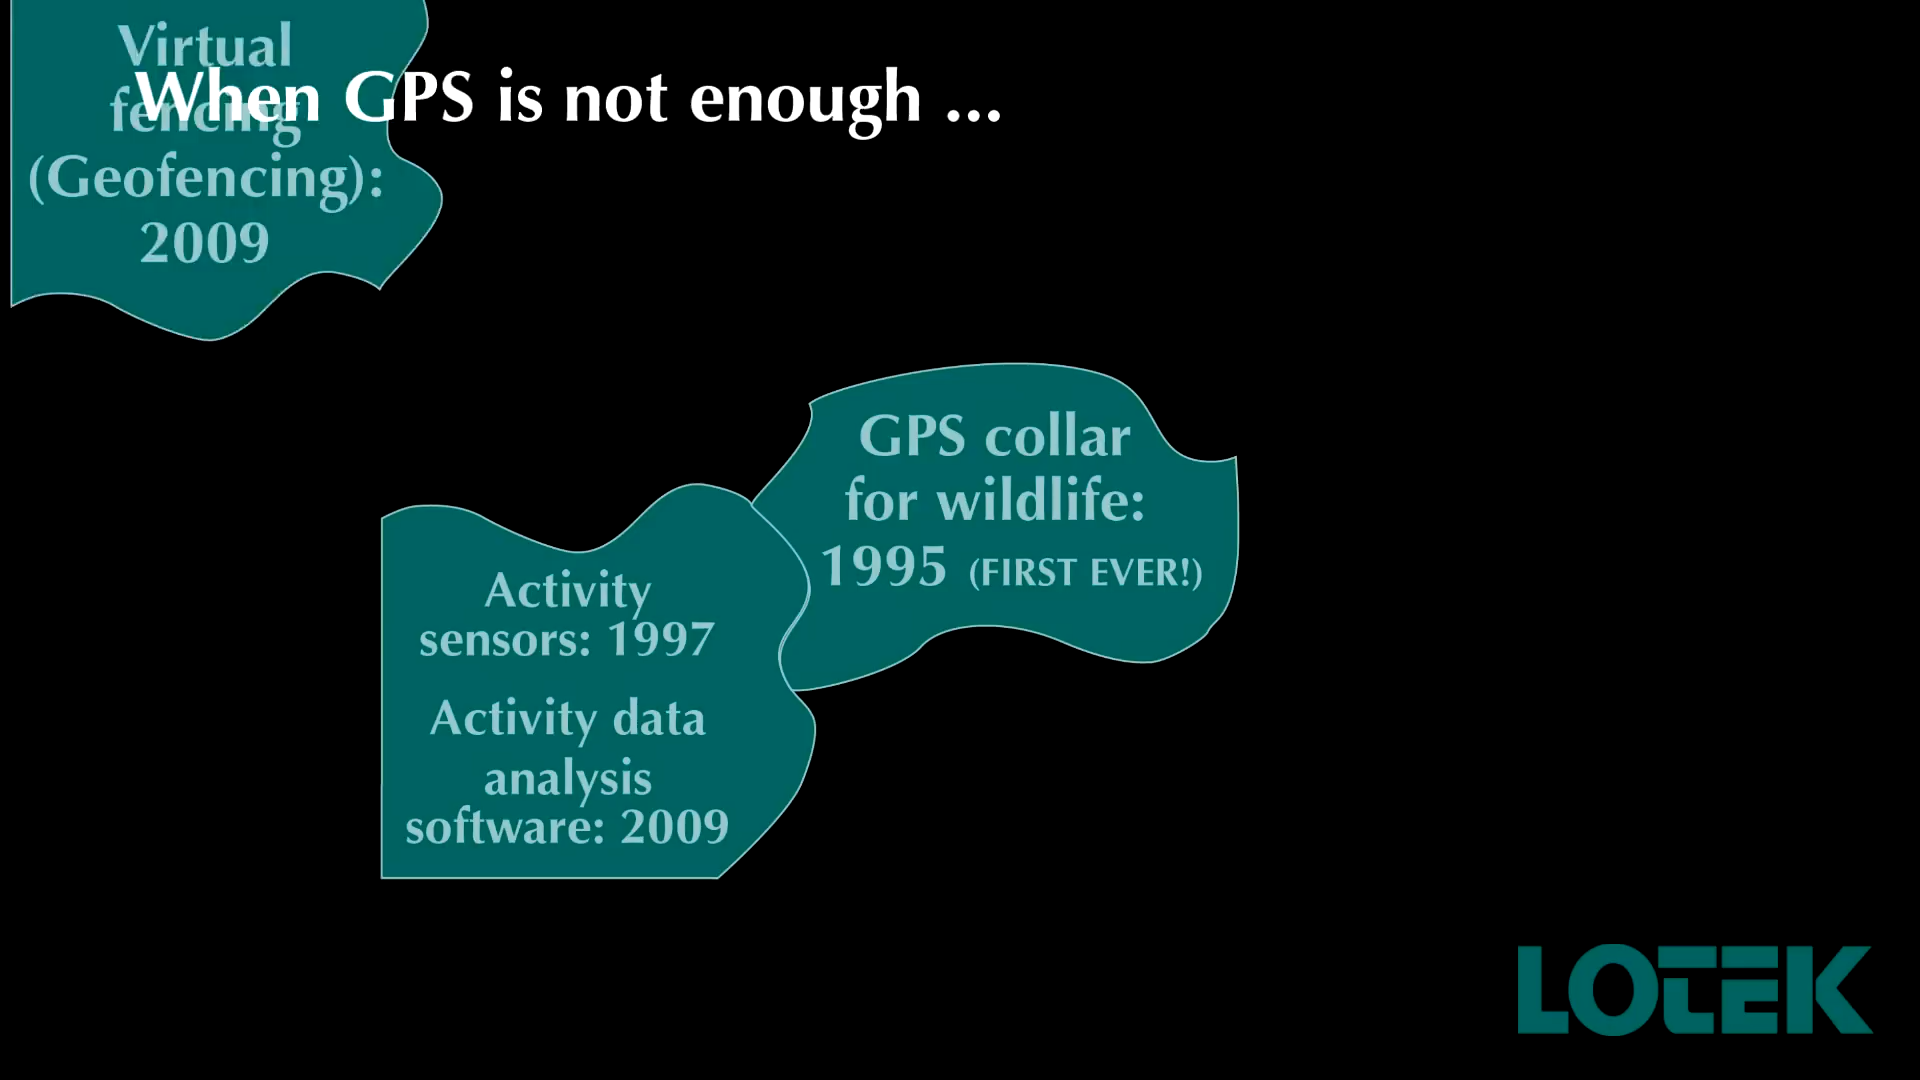 When GPS is not enough ...
Virtual
fencing
(Geofencing):
2009
GPS collar
for wildlife:
1995 (FIRST EVER!)
Activity
sensors: 1997
Activity data
analysis
software: 2009
LOTEK